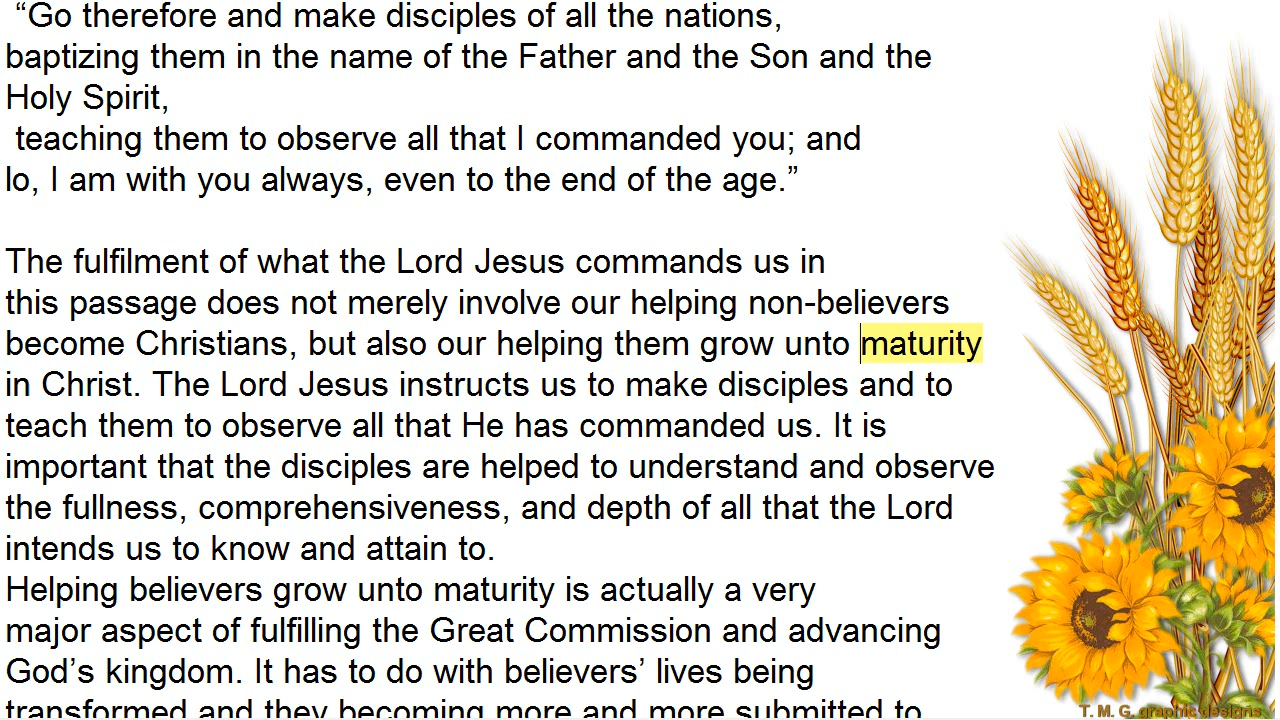 “Go therefore and make disciples of all the nations,
baptizing them in the name of the Father and the Son and the
Holy Spirit,
teaching them to observe all that I commanded you; and
lo, I am with you always, even to the end of the age.”
The fulfilment of what the Lord Jesus commands us in
this passage does not merely involve our helping non-believers
become Christians, but also our helping them grow unto maturity
in Christ. The Lord Jesus instructs us to make disciples and to
teach them to observe all that He has commanded us. It is
important that the disciples are helped to understand and observe
the fullness, comprehensiveness, and depth of all that the Lord
intends us to know and attain to.
Helping believers grow unto maturity is actually a very
major aspect of fulfilling the Great Commission and advancing
God’s kingdom. It has to do with believers’ lives being
transformed and they becoming more and more submitted to
T. M. G. graphic designs